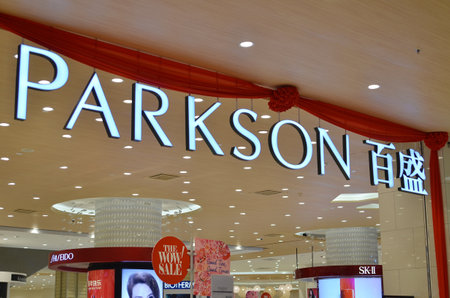 PARKSON 百盛
SHISEIDO
THE
WOW!
SALE!
BIOTHERM
SK-II